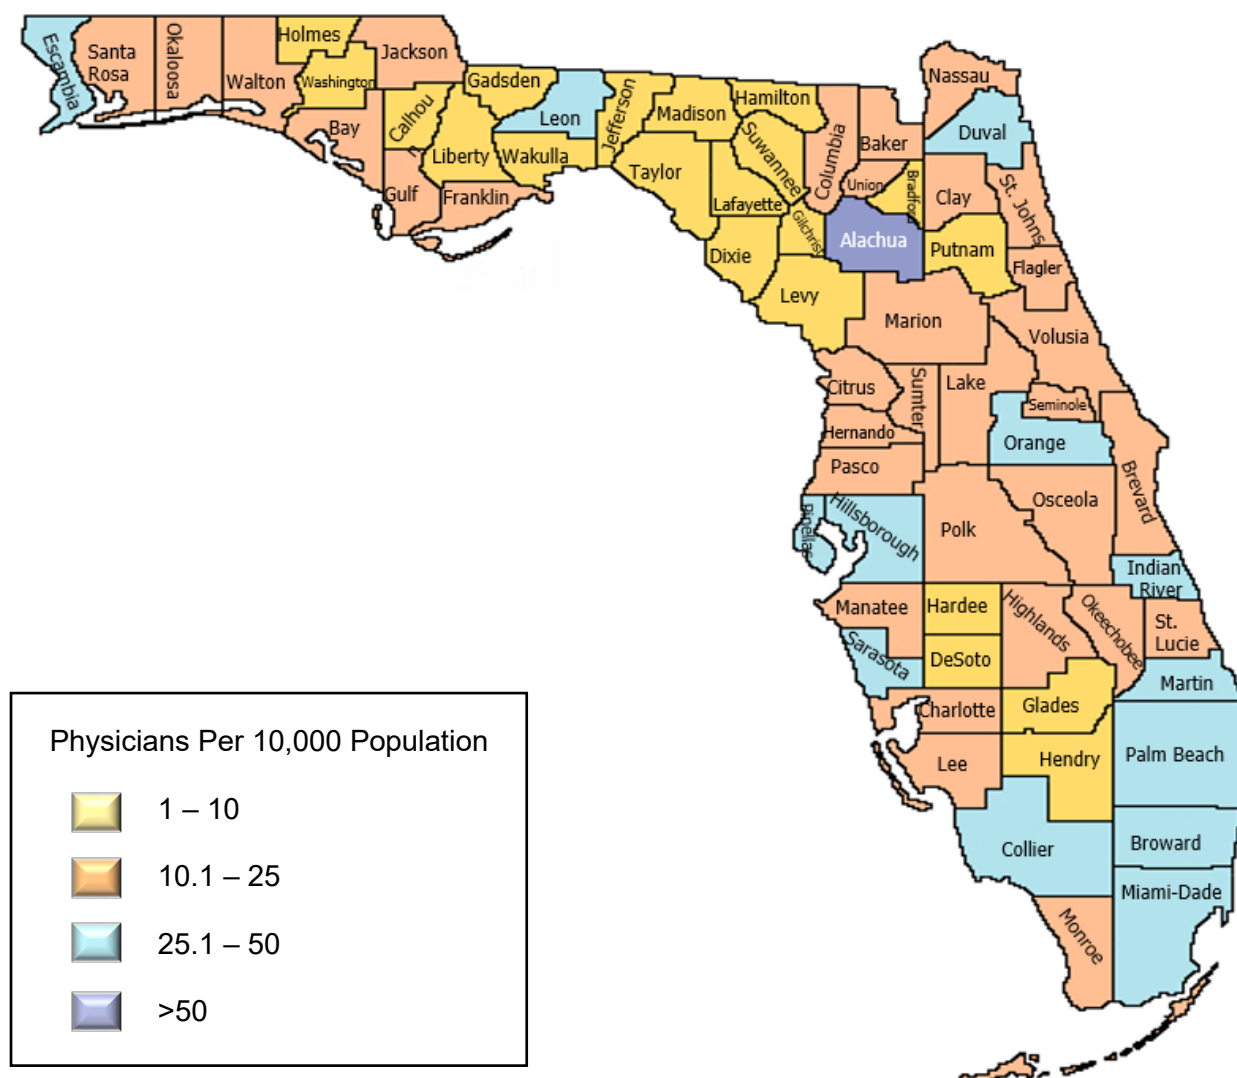 Holmes
Escambia
Santa
Rosa
Okaloosa
Walton
Washington
Jackson
Bay
Calhou
n
Gulf
Gadsden
Liberty
Franklin
Leon
Wakulla
Jefferson
Madison
Taylor
Hamilton
Suwannee
Lafayette
Dixie
Gilchrist
Levy
Columbia
Baker
Union
Bradford
Nassau
Duval
Clay
St. Johns
Alachua
Putnam
Flagler
Marion
Volusia
Citrus
Sumter
Lake
Seminole
Hernando
Orange
Pasco
Brevard
Pinellas
Hillsborough
Polk
Osceola
Indian
River
Manatee
Hardee
Highlands
Okeechobee
St.
Lucie
Sarasota
DeSoto
Martin
Charlotte
Glades
Lee
Hendry
Palm Beach
Collier
Broward
Miami-Dade
Monroe
Physicians Per 10,000 Population
1 – 10
10.1 – 25
25.1 – 50
>50